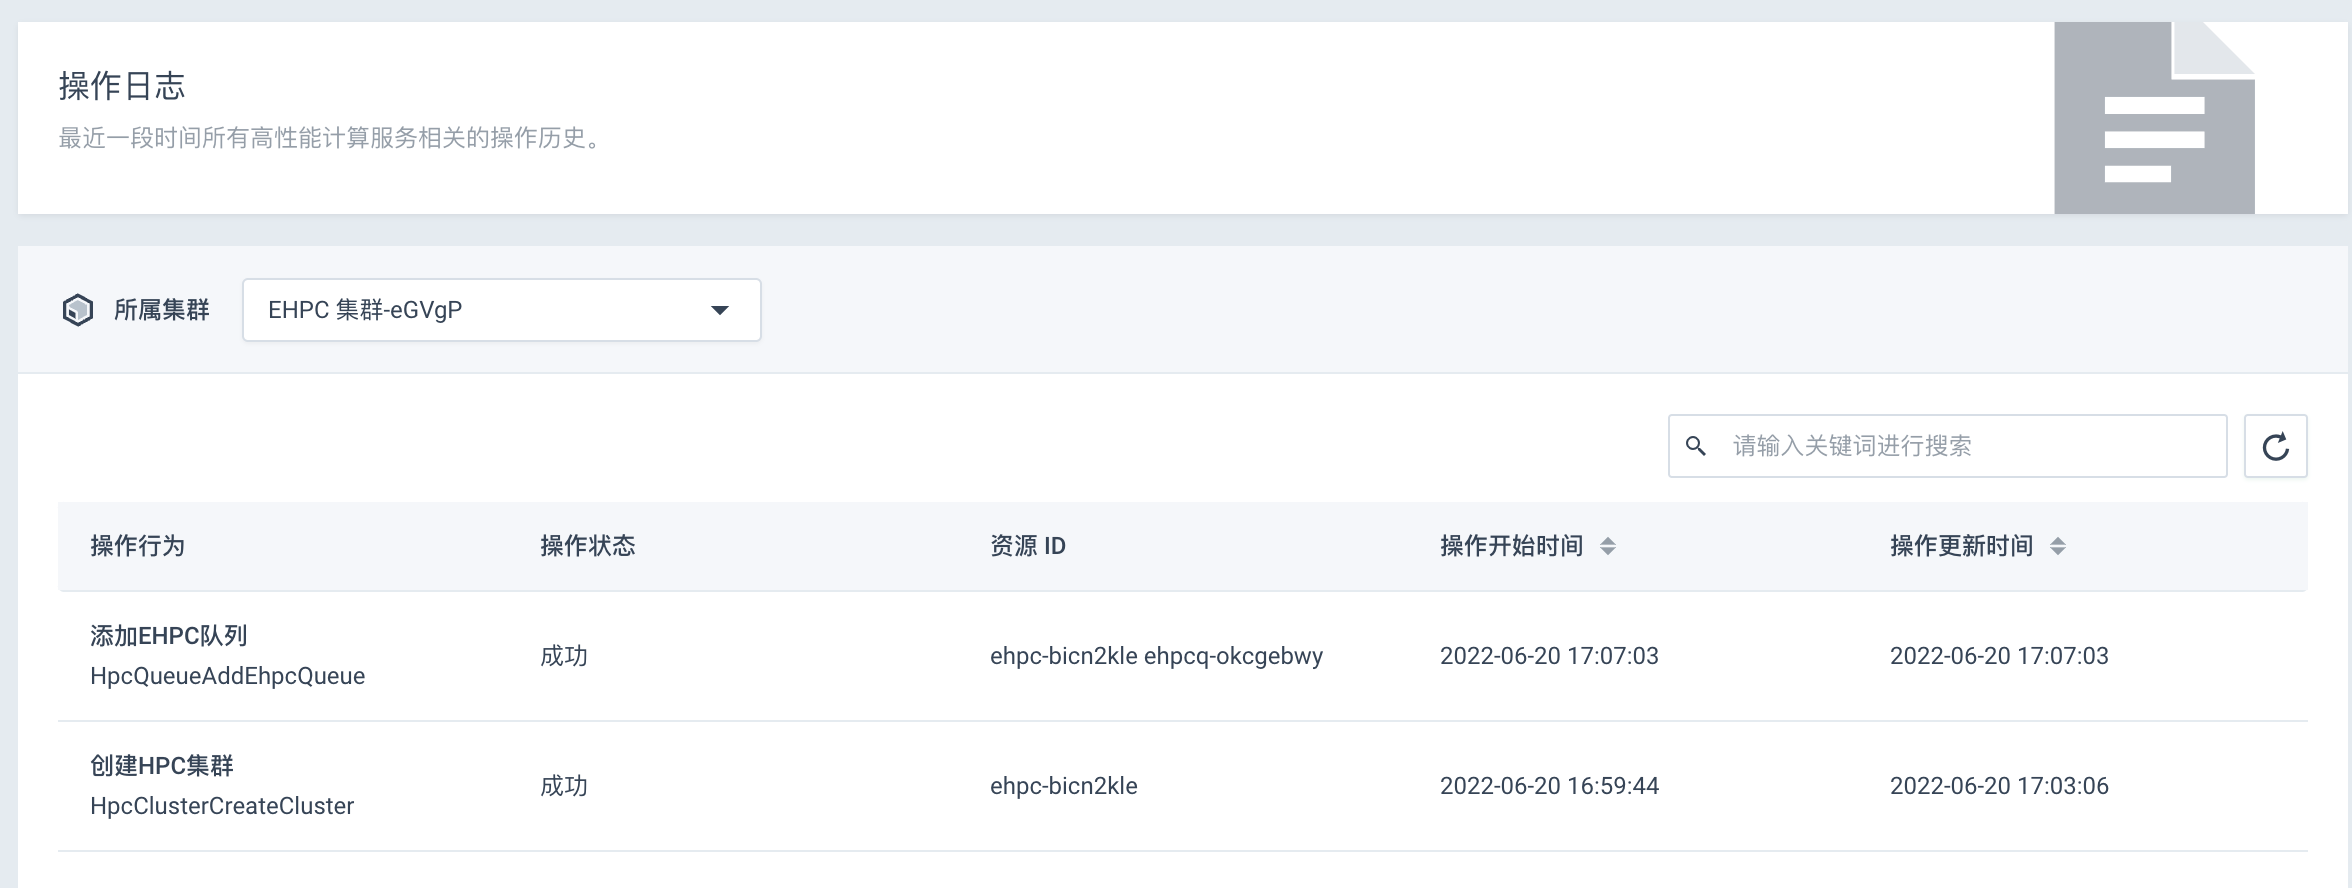 操作日志
最近一段时间所有高性能计算服务相关的操作历史。
所属集群 EHPC 集群-eGVgP
请输入关键词进行搜索
操作行为 操作状态 资源 ID 操作开始时间 操作更新时间
添加EHPC队列
HpcQueueAddEhpcQueue
成功 ehpc-bicn2kle ehpcq-okcgebwy 2022-06-20 17:07:03 2022-06-20 17:07:03
创建HPC集群
HpcClusterCreateCluster
成功 ehpc-bicn2kle 2022-06-20 16:59:44 2022-06-20 17:03:06